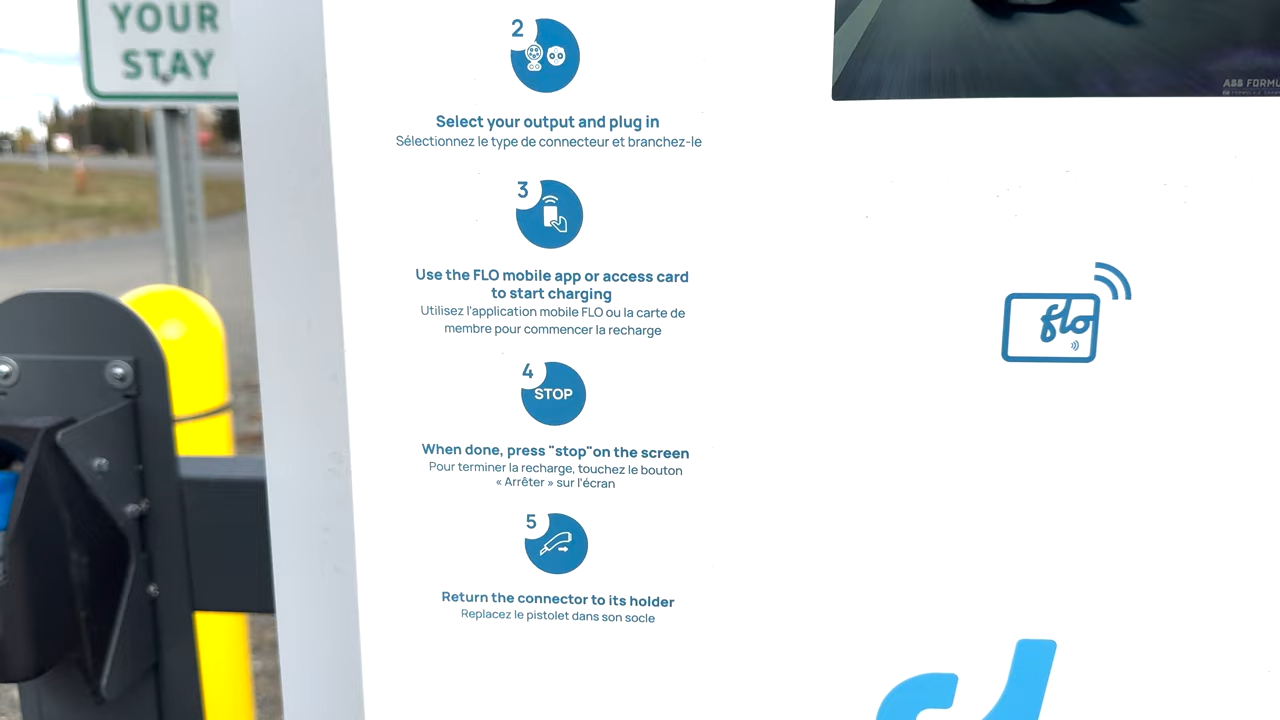 YOUR
STAY
2
Select your output and plug in
Sélectionnez le type de connecteur et branchez-le
3
Use the FLO mobile app or access card
to start charging
Utilisez l'application mobile FLO ou la carte de
membre pour commencer la recharge
4
STOP
When done, press "stop"on the screen
Pour terminer la recharge, touchez le bouton
« Arrêter » sur l'écran
5
Return the connector to its holder
Replacez le pistolet dans son socle
ABB FORMU
flo